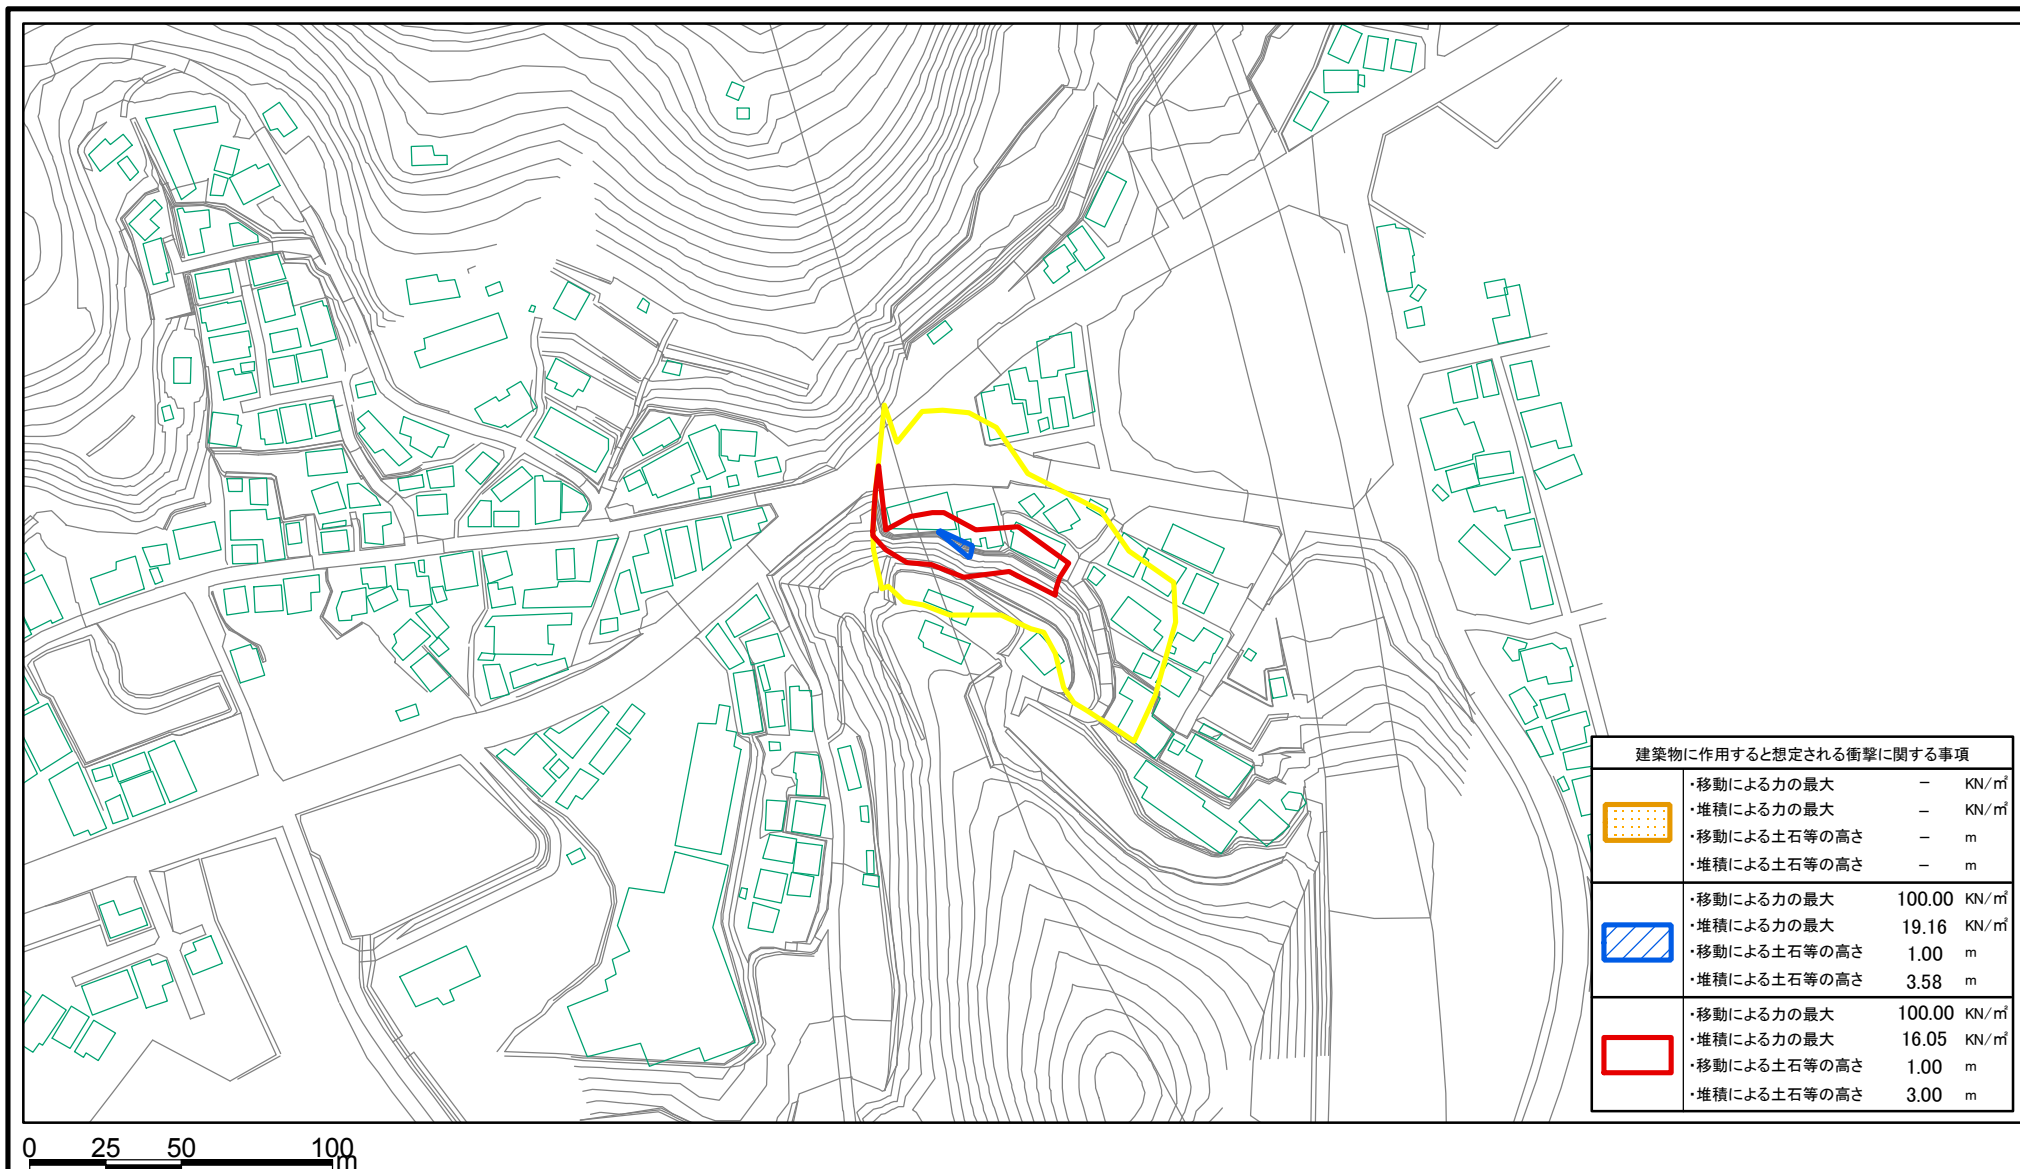 建築物に作用すると想定される衝撃に関する事項
・移動による力の最大 － KN/㎡
・堆積による力の最大 － KN/㎡
・移動による土石等の高さ － m
・堆積による土石等の高さ － m
・移動による力の最大 100.00 KN/㎡
・堆積による力の最大 19.16 KN/㎡
・移動による土石等の高さ 1.00 m
・堆積による土石等の高さ 3.58 m
・移動による力の最大 100.00 KN/㎡
・堆積による力の最大 16.05 KN/㎡
・移動による土石等の高さ 1.00 m
・堆積による土石等の高さ 3.00 m
0 25 50 100
m